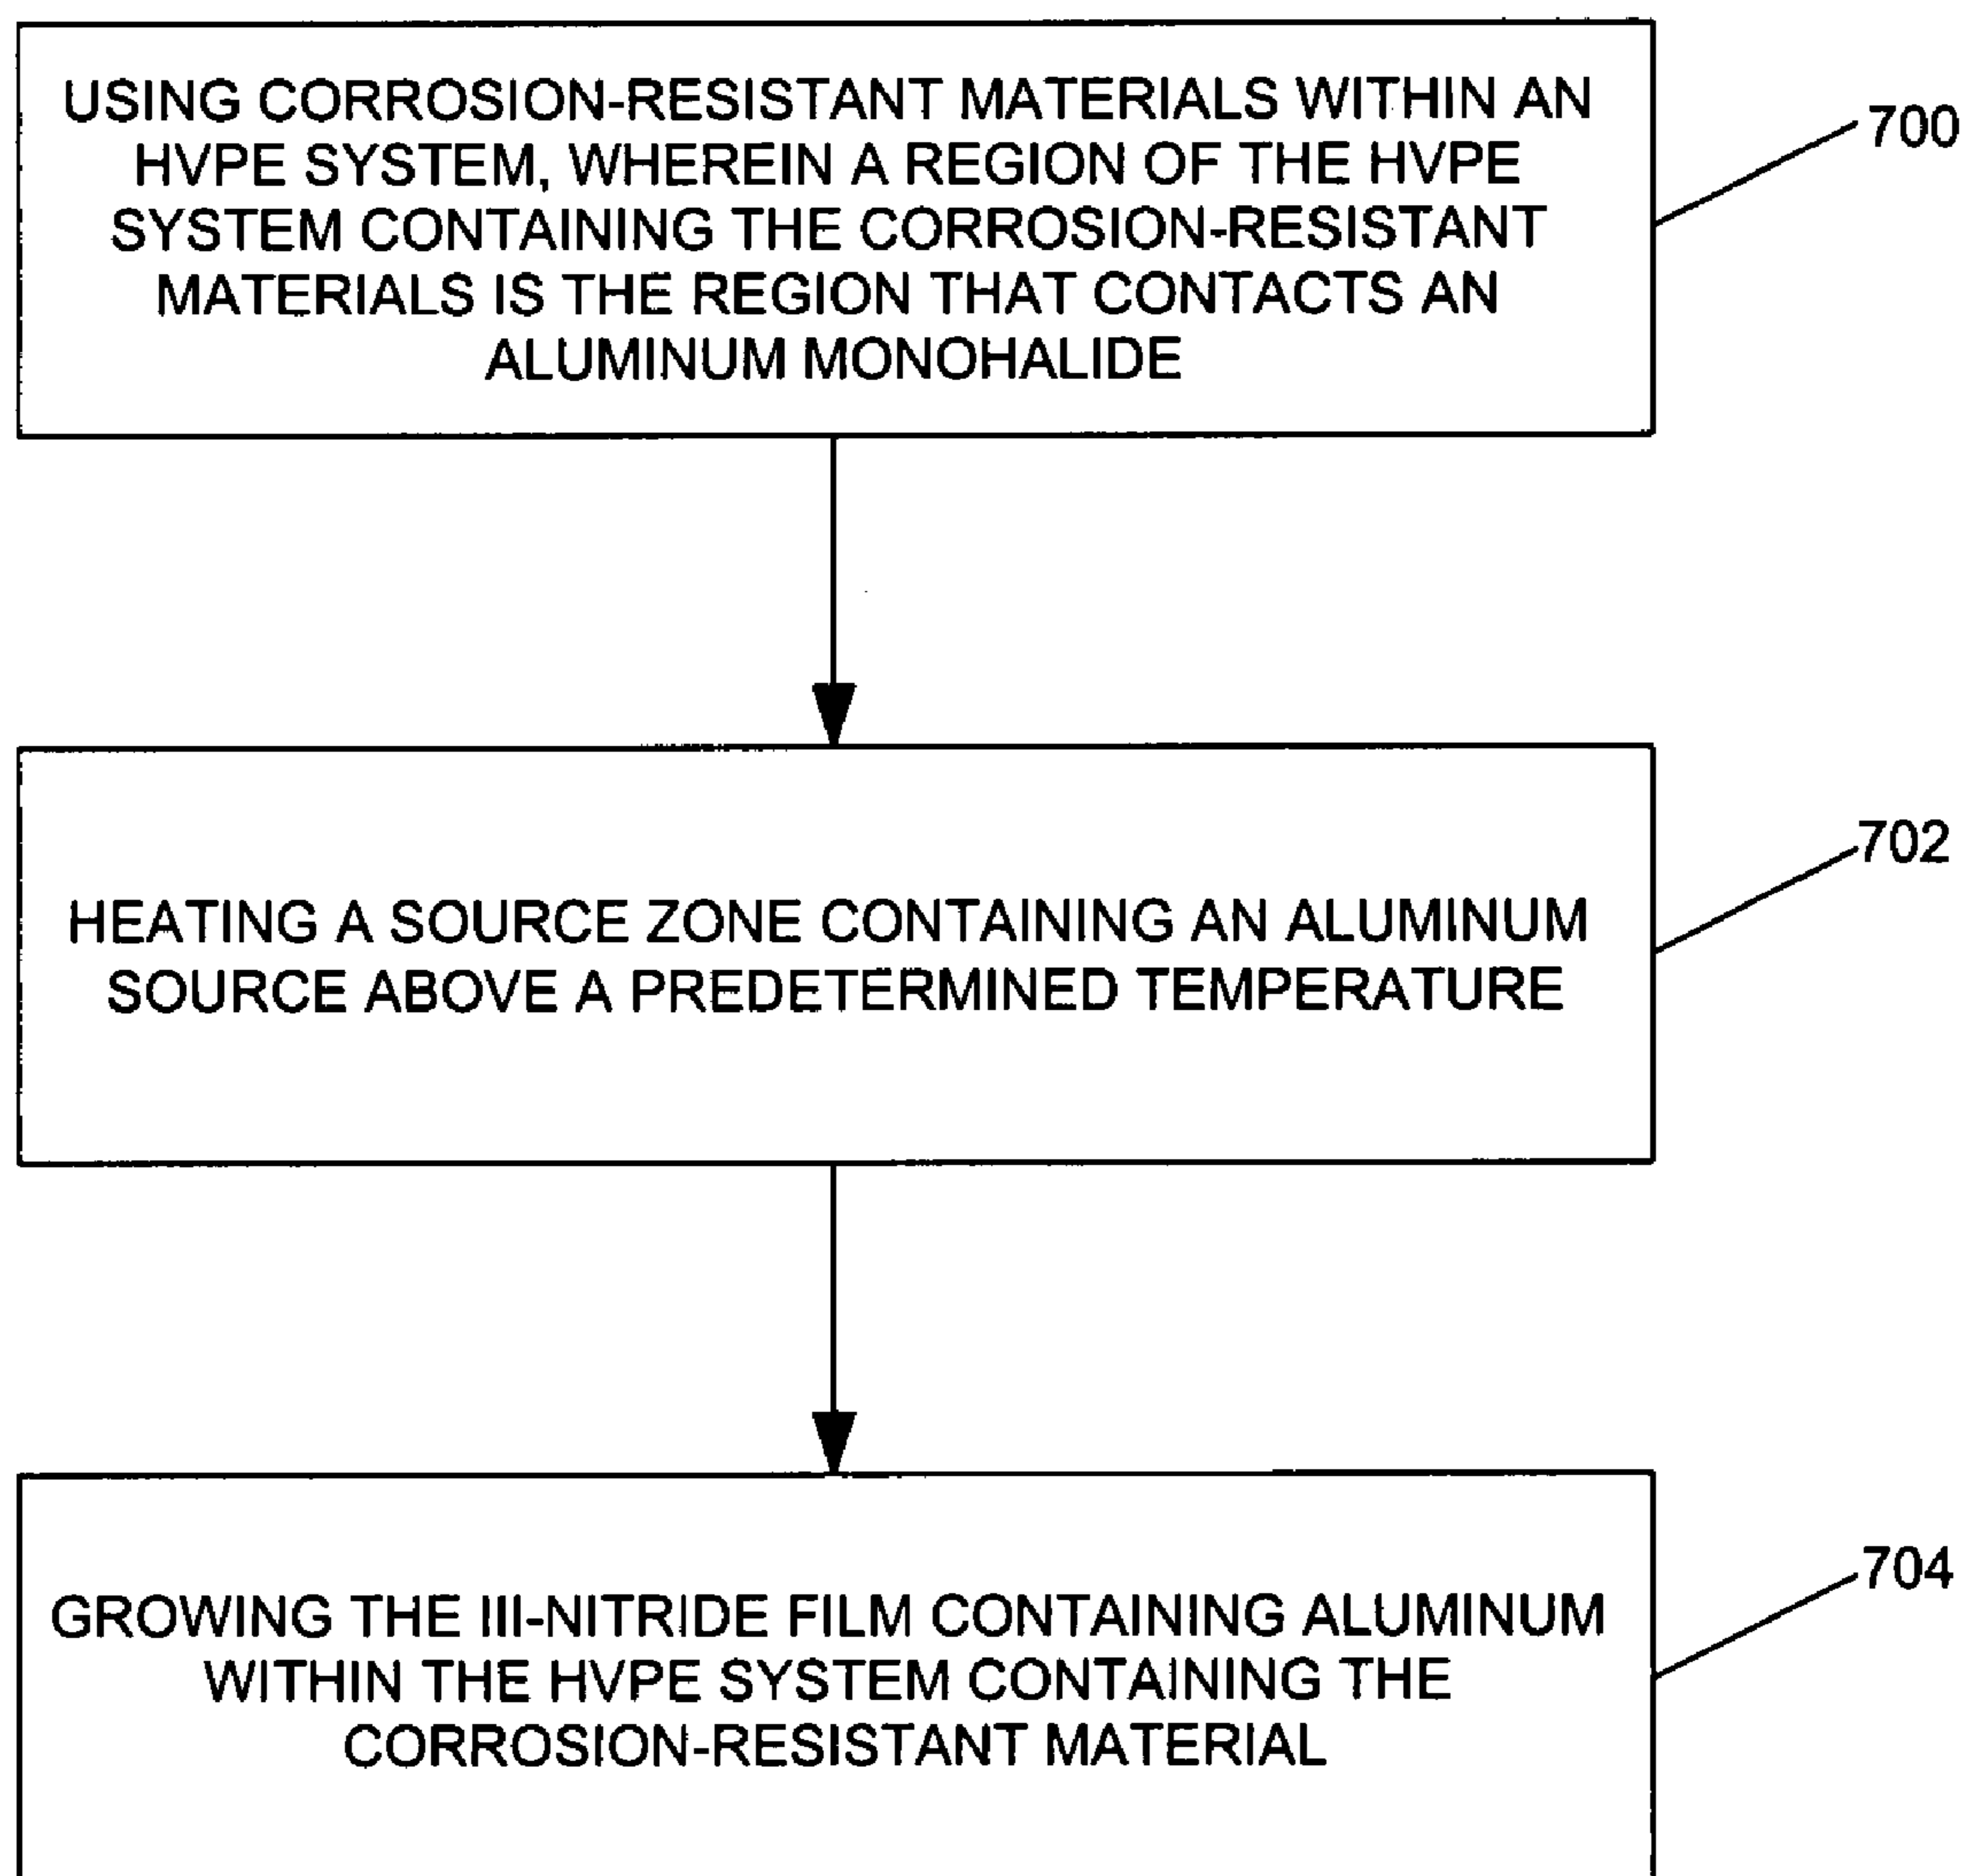 USING CORROSION-RESISTANT MATERIALS WITHIN AN
HVPE SYSTEM, WHEREIN A REGION OF THE HVPE
SYSTEM CONTAINING THE CORROSION-RESISTANT
MATERIALS IS THE REGION THAT CONTACTS AN
ALUMINUM MONOHALIDE
700
HEATING A SOURCE ZONE CONTAINING AN ALUMINUM
SOURCE ABOVE A PREDETERMINED TEMPERATURE
702
GROWING THE III-NITRIDE FILM CONTAINING ALUMINUM
WITHIN THE HVPE SYSTEM CONTAINING THE
CORROSION-RESISTANT MATERIAL
704